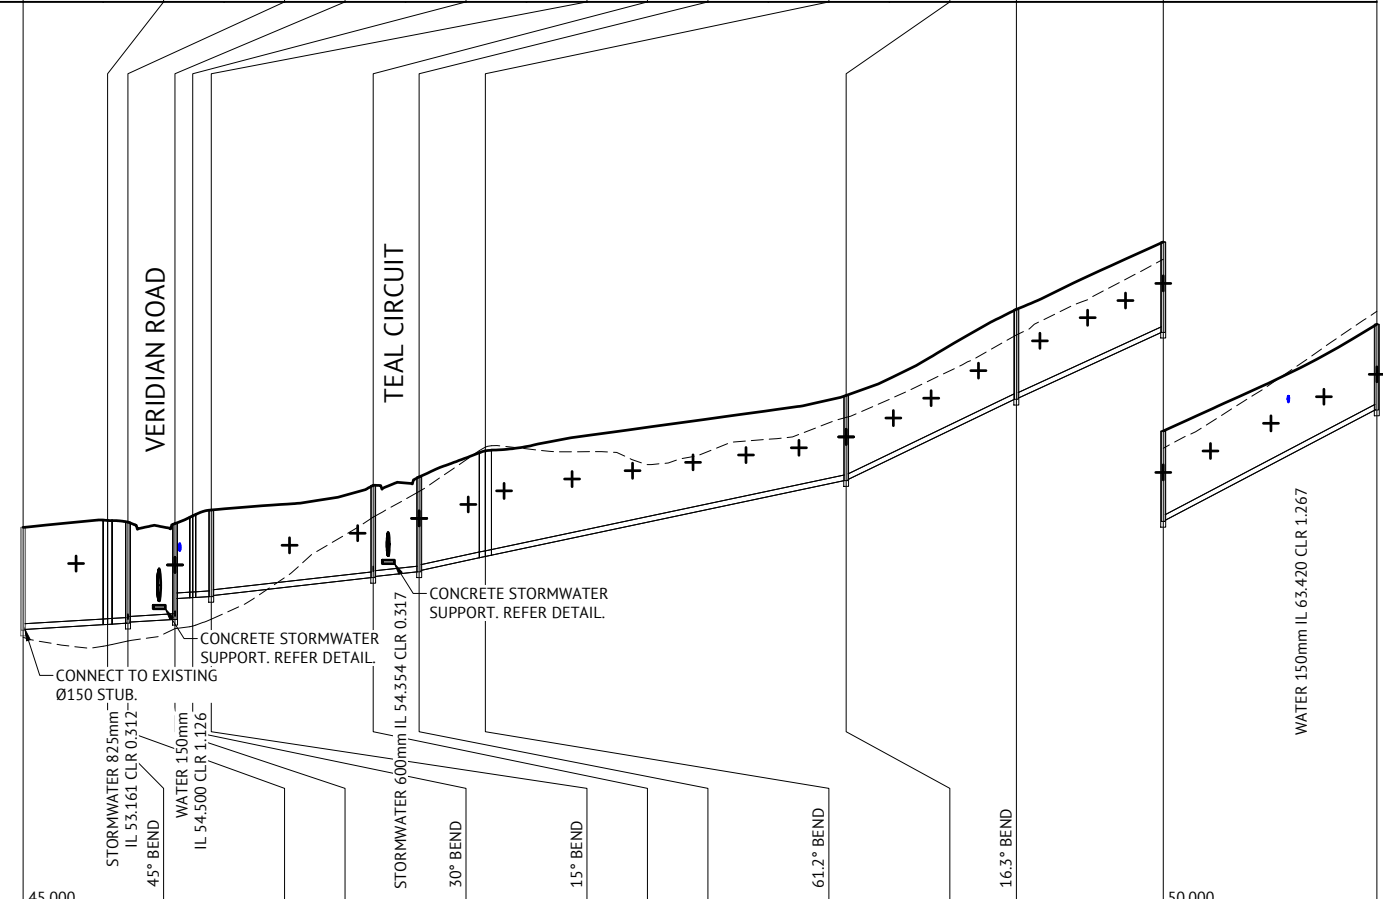 VERIDIAN ROAD
TEAL CIRCUIT
CONCRETE STORMWATER
SUPPORT. REFER DETAIL.
CONCRETE STORMWATER
SUPPORT. REFER DETAIL.
CONNECT TO EXISTING
Ø150 STUB.
STORMWATER 825mm
IL 53.161 CLR 0.312
45° BEND
WATER 150mm
IL 54.500 CLR 1.126
STORMWATER 600mm IL 54.354 CLR 0.317
30° BEND
15° BEND
61.2° BEND
16.3° BEND
WATER 150mm IL 63.420 CLR 1.267
45.000
50.000